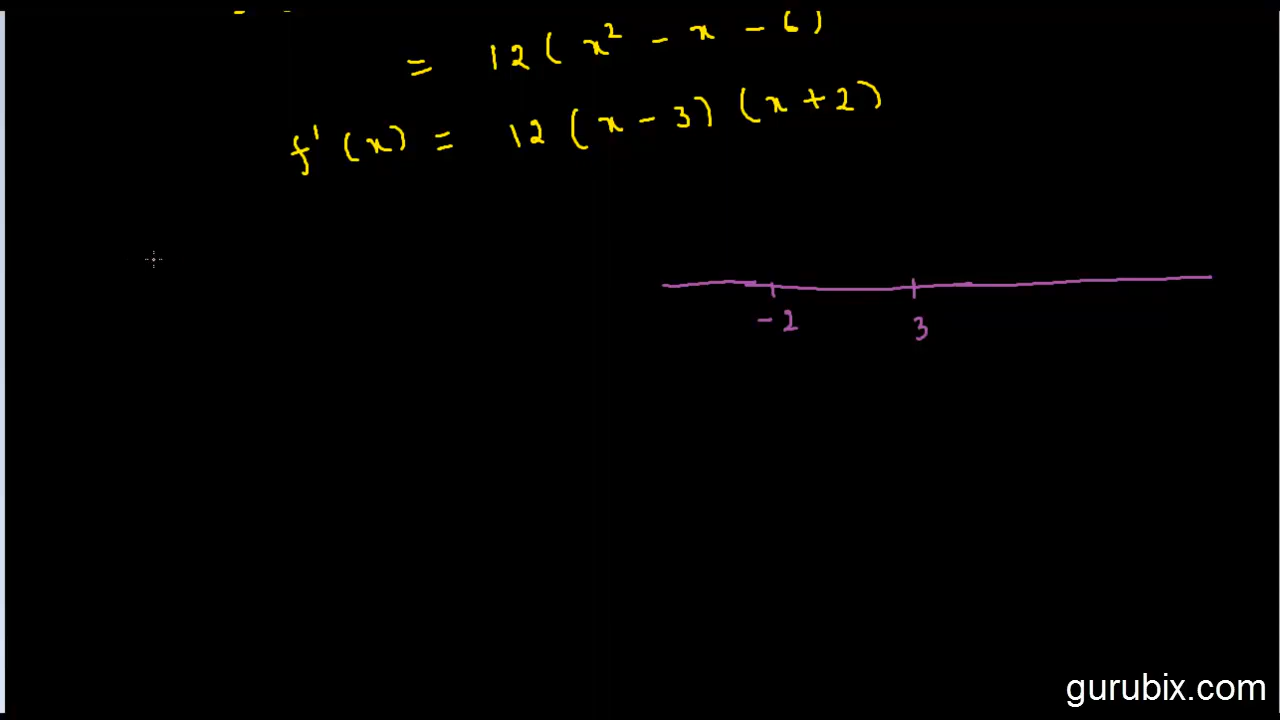 = 12(x² - x - 6)
f'(x) = 12(x-3)(x+2)
-2 3
gurubix.com